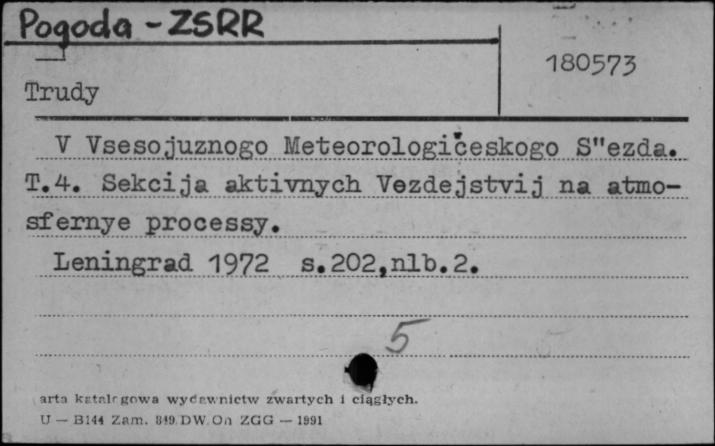 Pogoda - ZSRR
180573
Trudy
V Vsesojuznogo Meteorologičeskogo S"ezda.
T.4. Sekcija aktivnych Vezdejstvij na atmo-
sfernye processy.
Leningrad 1972 s.202,nlb.2.
5
arta katalogowa wydawnictw zwartych i ciągłych.
U — B144 Zam. 849 DW.On ZGG — 1991